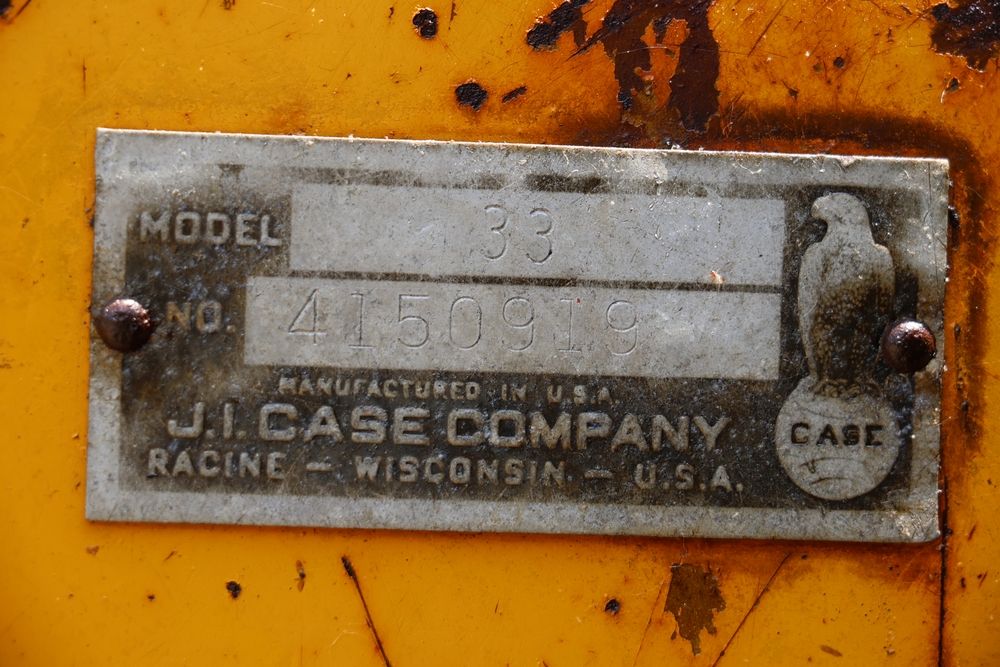 MODEL 33
NO. 4150919
MANUFACTURED IN U.S.A.
J.I. CASE COMPANY
RACINE – WISCONSIN – U.S.A.
CASE